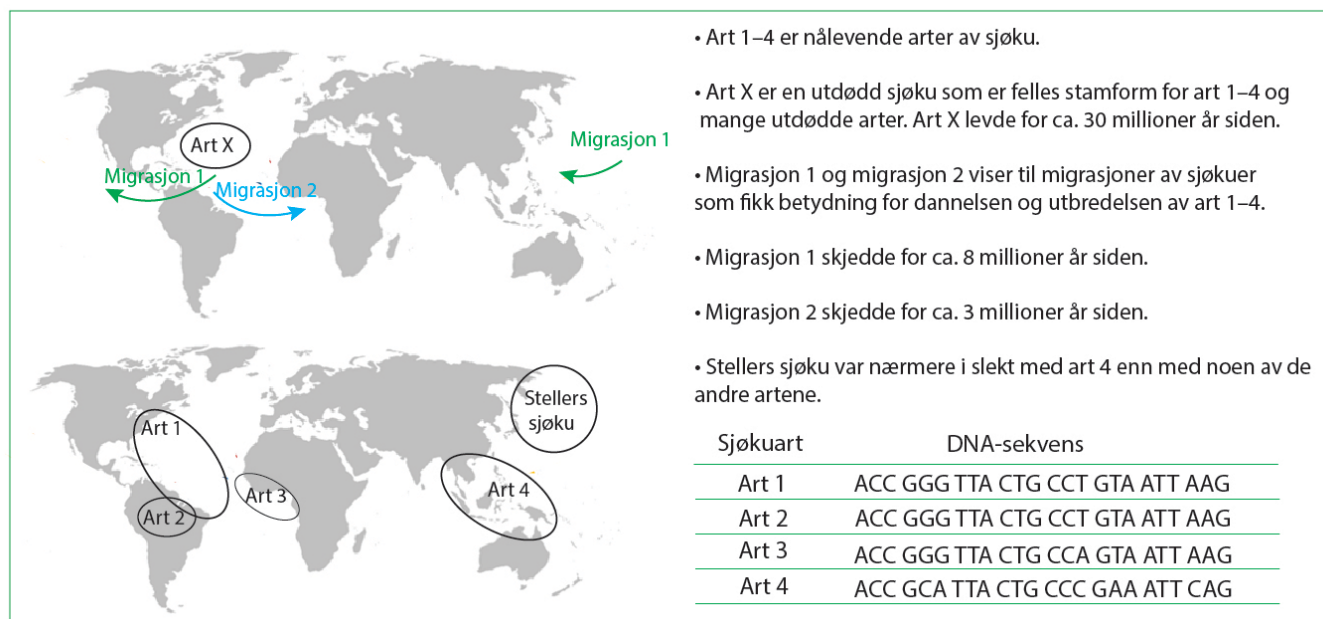 Art X
Migrasjon 1
Migràsjon 2
Migrasjon 1
Art 1
Art 2
Art 3
Art 4
Stellers
sjøku
• Art 1–4 er nålevende arter av sjøku.
• Art X er en utdødd sjøku som er felles stamform for art 1–4 og
mange utdødde arter. Art X levde for ca. 30 millioner år siden.
• Migrasjon 1 og migrasjon 2 viser til migrasjoner av sjøkuer
som fikk betydning for dannelsen og utbredelsen av art 1–4.
• Migrasjon 1 skjedde for ca. 8 millioner år siden.
• Migrasjon 2 skjedde for ca. 3 millioner år siden.
• Stellers sjøku var nærmere i slekt med art 4 enn med noen av de
andre artene.
Sjøkuart DNA-sekvens
Art 1 ACC GGG TTA CTG CCT GTA ATT AAG
Art 2 ACC GGG TTA CTG CCT GTA ATT AAG
Art 3 ACC GGG TTA CTG CCA GTA ATT AAG
Art 4 ACC GCA TTA CTG CCC GAA ATT CAG